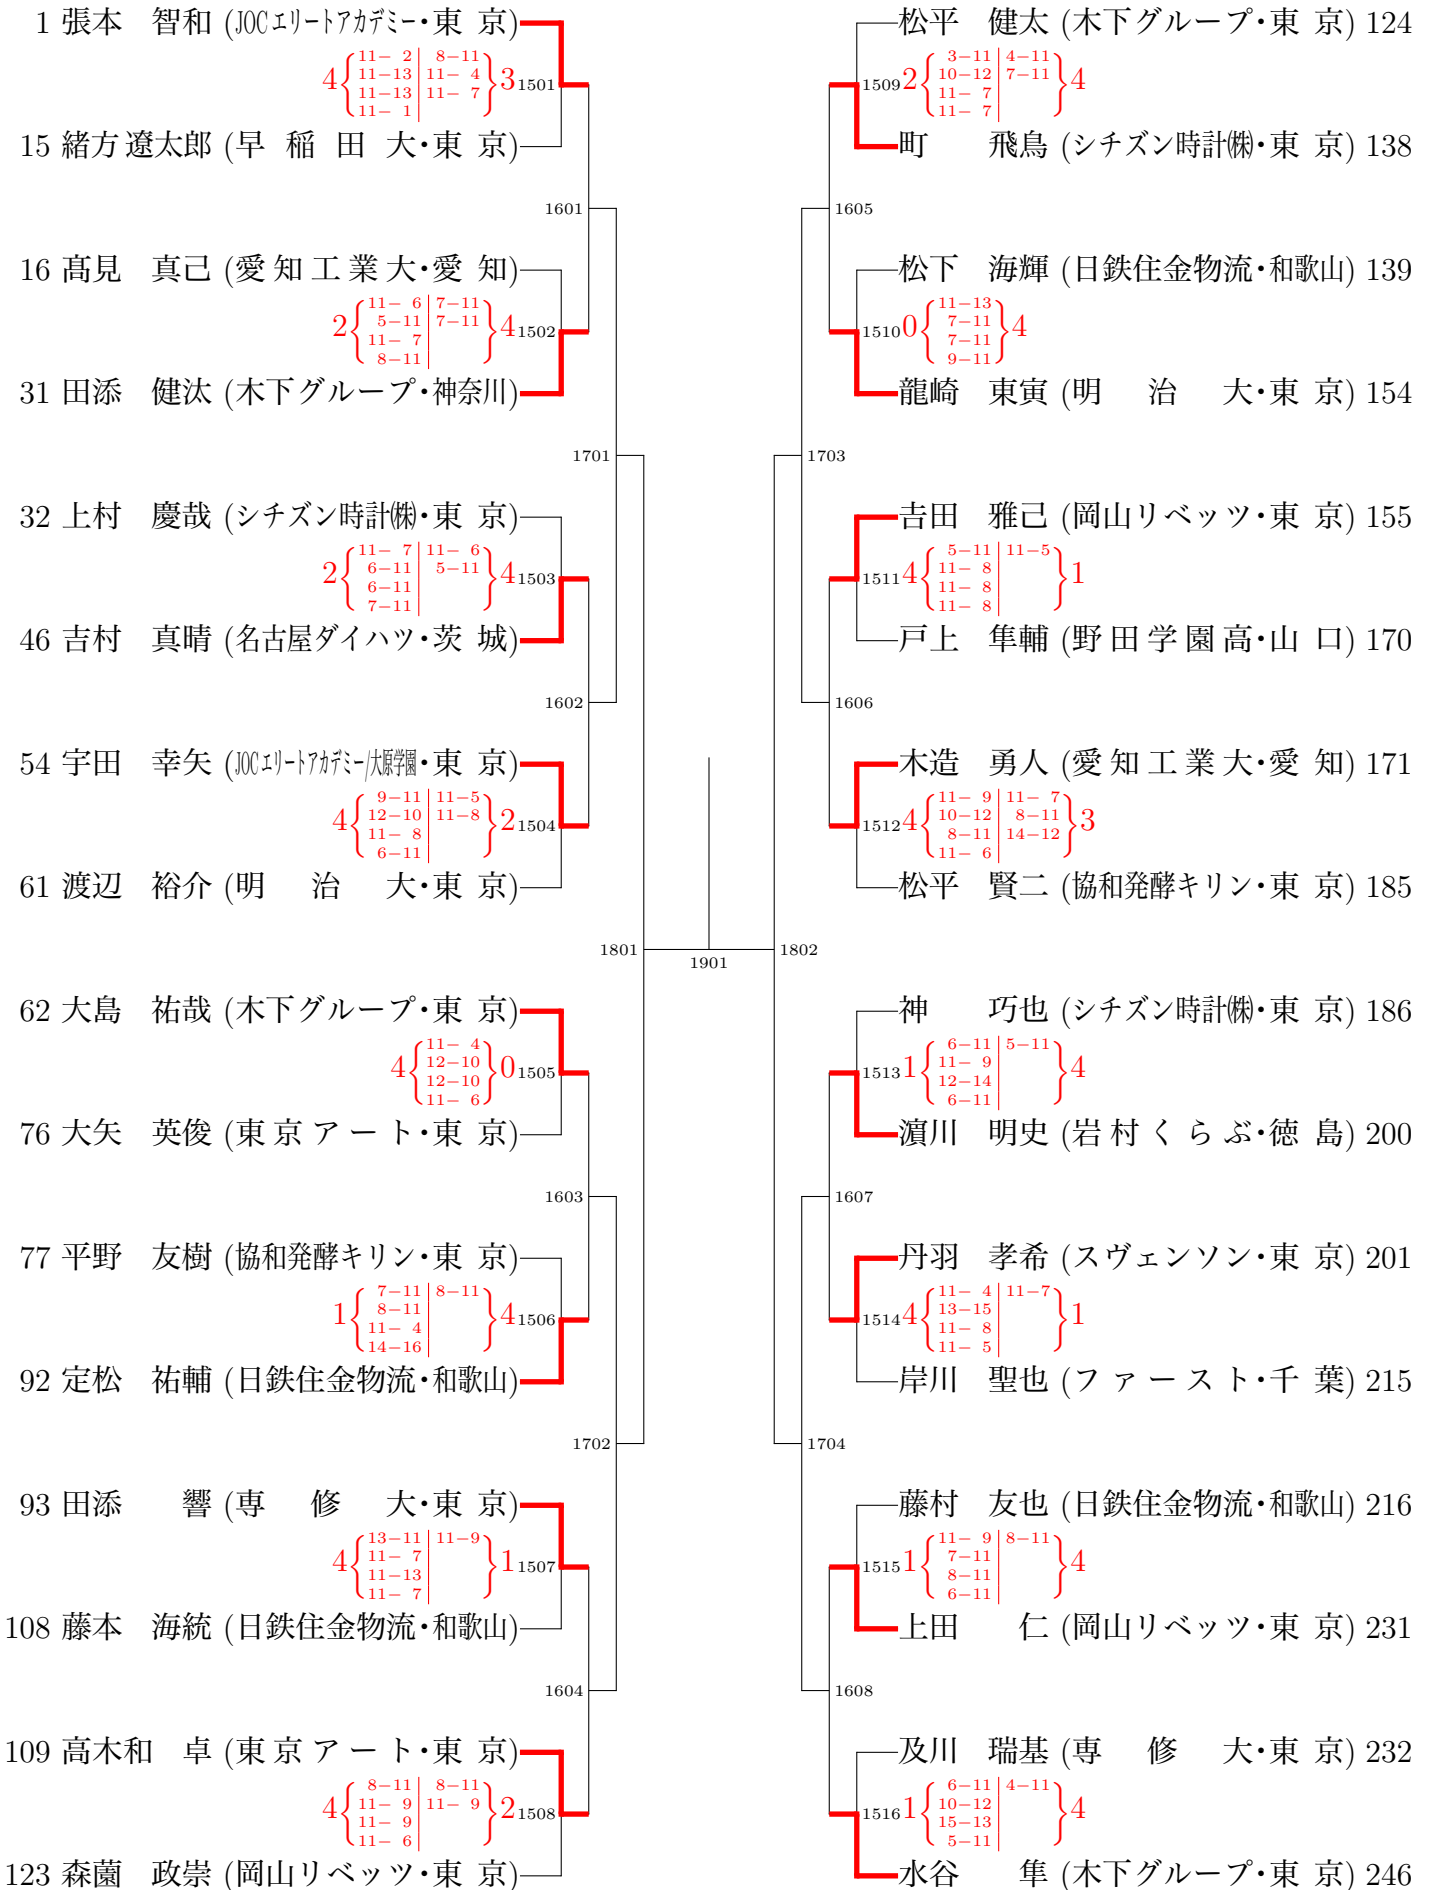 1 張本 智和 (JOCエリートアカデミー・東 京)
4 3 1501
11- 2 8-11
11-13 11- 4
11-13 11- 7
11- 1
15 緒方 遼太郎 (早 稲 田 大・東 京)
1601
16 髙見 真己 (愛 知 工 業 大・愛 知)
2 4 1502
11- 6 7-11
5-11 7-11
11- 7
8-11
31 田添 健汰 (木下グループ・神奈川)
1701
32 上村 慶哉 (シチズン時計㈱・東 京)
2 4 1503
11- 7 11- 6
6-11 5-11
6-11
7-11
46 吉村 真晴 (名古屋ダイハツ・茨 城)
1602
54 宇田 幸矢 (JOCエリートアカデミー/大原学園・東 京)
4 2 1504
9-11 11-5
12-10 11-8
11- 8
6-11
61 渡辺 裕介 (明 治 大・東 京)
1801
62 大島 祐哉 (木下グループ・東 京)
4 0 1505
11- 4
12-10
12-10
11- 6
76 大矢 英俊 (東 京 ア ー ト・東 京)
1603
77 平野 友樹 (協和発酵キリン・東 京)
1 4 1506
7-11 8-11
8-11
11- 4
14-16
92 定松 祐輔 (日鉄住金物流・和歌山)
1702
93 田添 響 (専 修 大・東 京)
4 1 1507
13-11 11-9
11- 7
11-13
11- 7
108 藤本 海統 (日鉄住金物流・和歌山)
1604
109 高木和 卓 (東 京 ア ー ト・東 京)
4 2 1508
8-11 8-11
11- 9 11- 9
11- 9
11- 6
123 森薗 政崇 (岡山リベッツ・東 京)
1901
松平 健太 (木下グループ・東 京) 124
1509 2 4
3-11 4-11
10-12 7-11
11- 7
11- 7
町 飛鳥 (シチズン時計㈱・東 京) 138
1605
松下 海輝 (日鉄住金物流・和歌山) 139
1510 0 4
11-13
7-11
7-11
9-11
龍崎 東寅 (明 治 大・東 京) 154
1703
𠮷田 雅己 (岡山リベッツ・東 京) 155
1511 4 1
5-11 11-5
11- 8
11- 8
11- 8
戸上 隼輔 (野 田 学 園 高・山 口) 170
1606
木造 勇人 (愛 知 工 業 大・愛 知) 171
1512 4 3
11- 9 11- 7
10-12 8-11
8-11 14-12
11- 6
松平 賢二 (協和発酵キリン・東 京) 185
1802
神 巧也 (シチズン時計㈱・東 京) 186
1513 1 4
6-11 5-11
11- 9
12-14
6-11
濵川 明史 (岩 村 く ら ぶ・徳 島) 200
1607
丹羽 孝希 (スヴェンソン・東 京) 201
1514 4 1
11- 4 11-7
13-15
11- 8
11- 5
岸川 聖也 (フ ァ ー ス ト・千 葉) 215
1704
藤村 友也 (日鉄住金物流・和歌山) 216
1515 1 4
11- 9 8-11
7-11
8-11
6-11
上田 仁 (岡山リベッツ・東 京) 231
1608
及川 瑞基 (専 修 大・東 京) 232
1516 1 4
6-11 4-11
10-12
15-13
5-11
水谷 隼 (木下グループ・東 京) 246